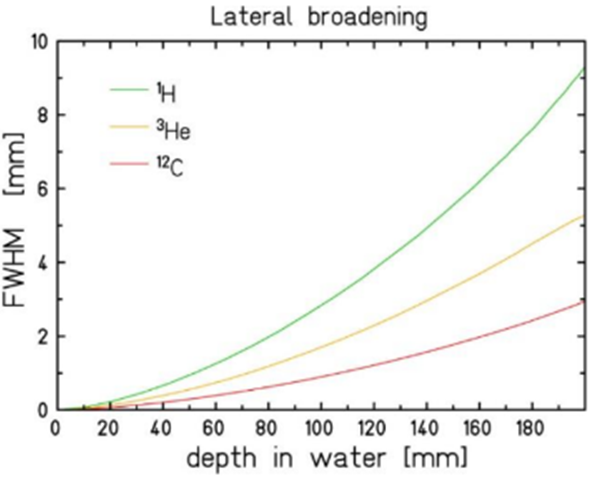 Lateral broadening
10
8
6
4
2
0
FWHM [mm]
¹H
³He
¹²C
0 20 40 60 80 100 120 140 160 180
depth in water [mm]